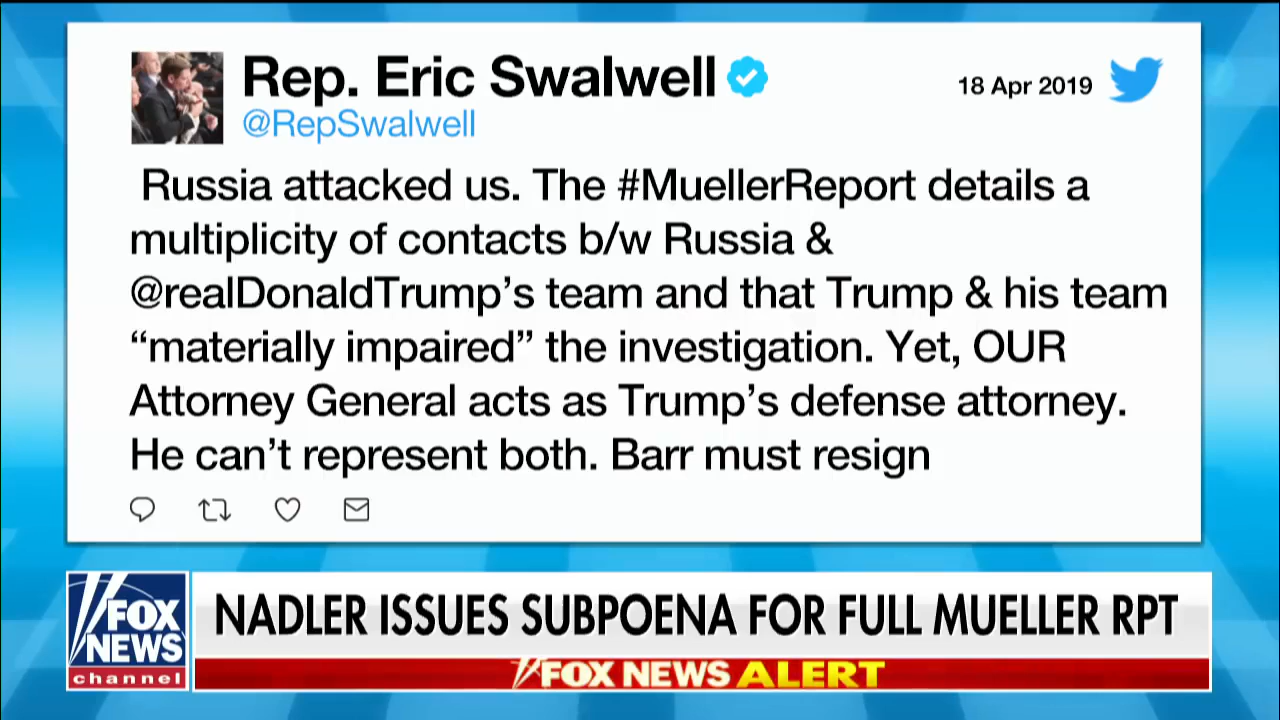 Rep. Eric Swalwell
18 Apr 2019
@RepSwalwell
Russia attacked us. The #MuellerReport details a
multiplicity of contacts b/w Russia &
@realDonaldTrump’s team and that Trump & his team
“materially impaired” the investigation. Yet, OUR
Attorney General acts as Trump’s defense attorney.
He can’t represent both. Barr must resign
FOX
NEWS
channel
NADLER ISSUES SUBPOENA FOR FULL MUELLER RPT
FOX NEWS ALERT